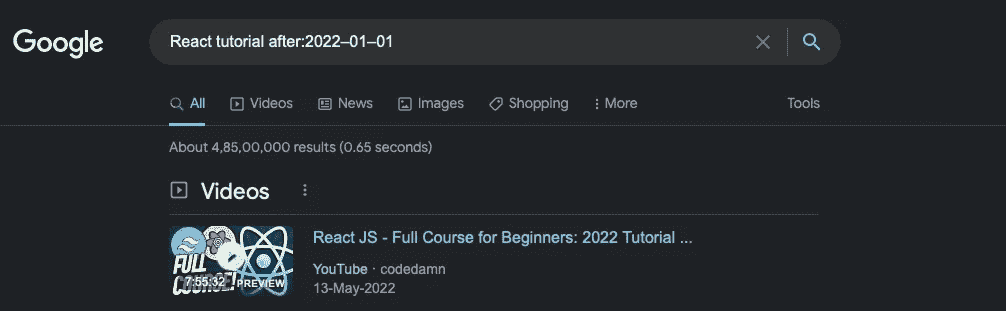 Google
React tutorial after:2022–01–01
All Videos News Images Shopping More Tools
About 4,85,00,000 results (0.65 seconds)
Videos
FULL
COURSE!
7:55:32 PREVIEW
React JS - Full Course for Beginners: 2022 Tutorial ...
YouTube · codedamn
13-May-2022